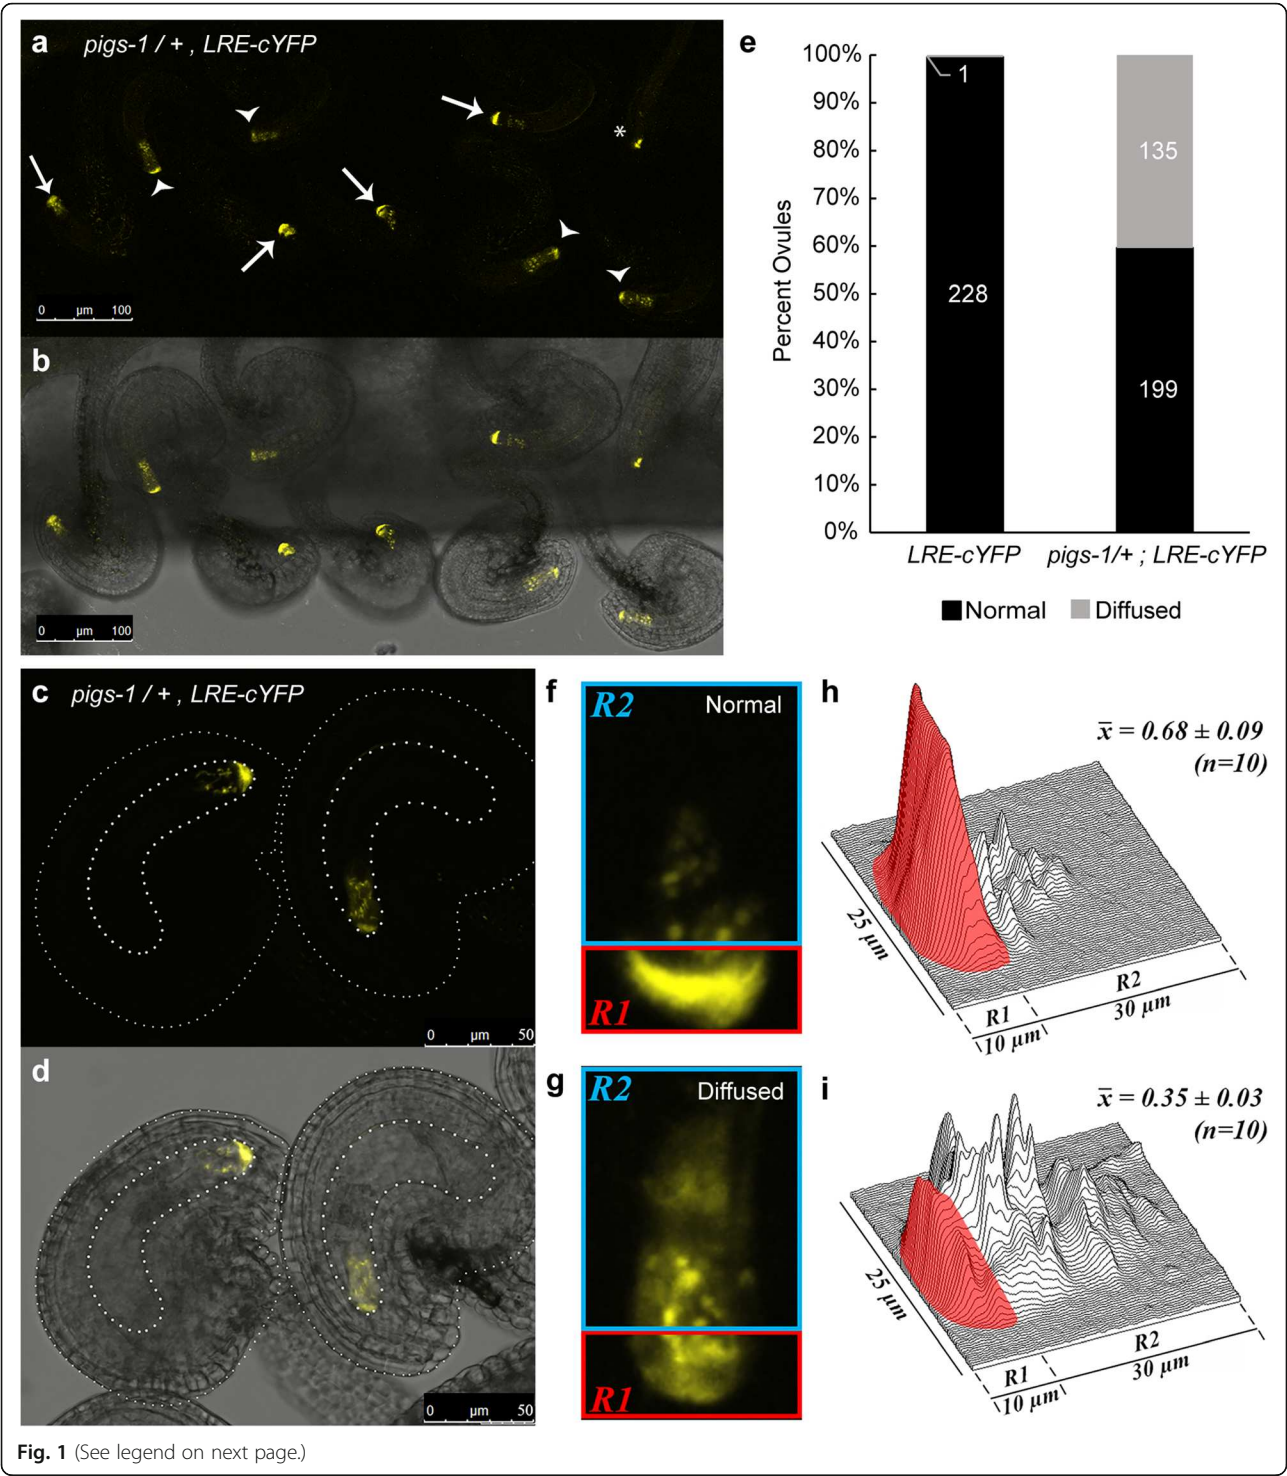 a pigs-1 / + , LRE-cYFP
*
0 µm 100
b
0 µm 100
c pigs-1 / + , LRE-cYFP
0 µm 50
d
0 µm 50
e
100%
90%
80%
70%
60%
50%
40%
30%
20%
10%
0%
Percent Ovules
1
228
135
199
LRE-cYFP pigs-1/+ ; LRE-cYFP
Normal Diffused
f
R2 Normal
R1
g
R2 Diffused
R1
h
x̅ = 0.68 ± 0.09
(n=10)
25 µm
R1 R2
10 µm 30 µm
i
x̅ = 0.35 ± 0.03
(n=10)
25 µm
R1 R2
10 µm 30 µm
Fig. 1 (See legend on next page.)